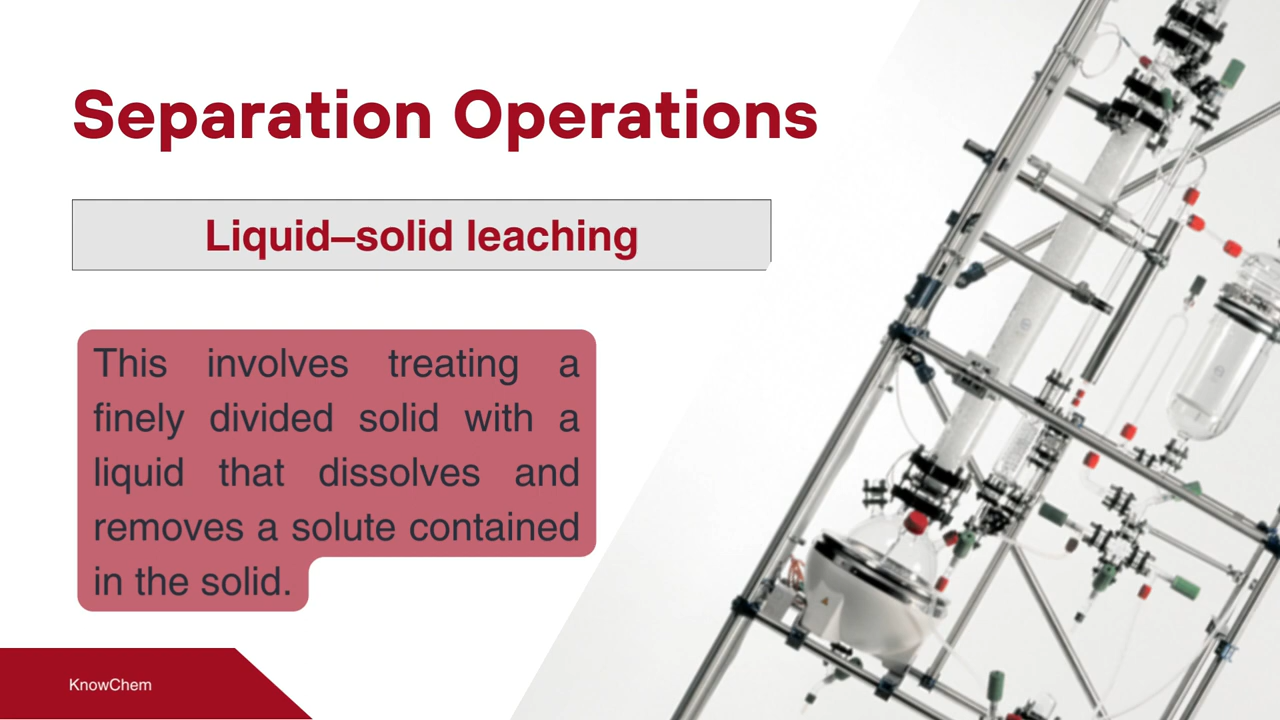 Separation Operations
Liquid–solid leaching
This involves treating a
finely divided solid with a
liquid that dissolves and
removes a solute contained
in the solid.
KnowChem